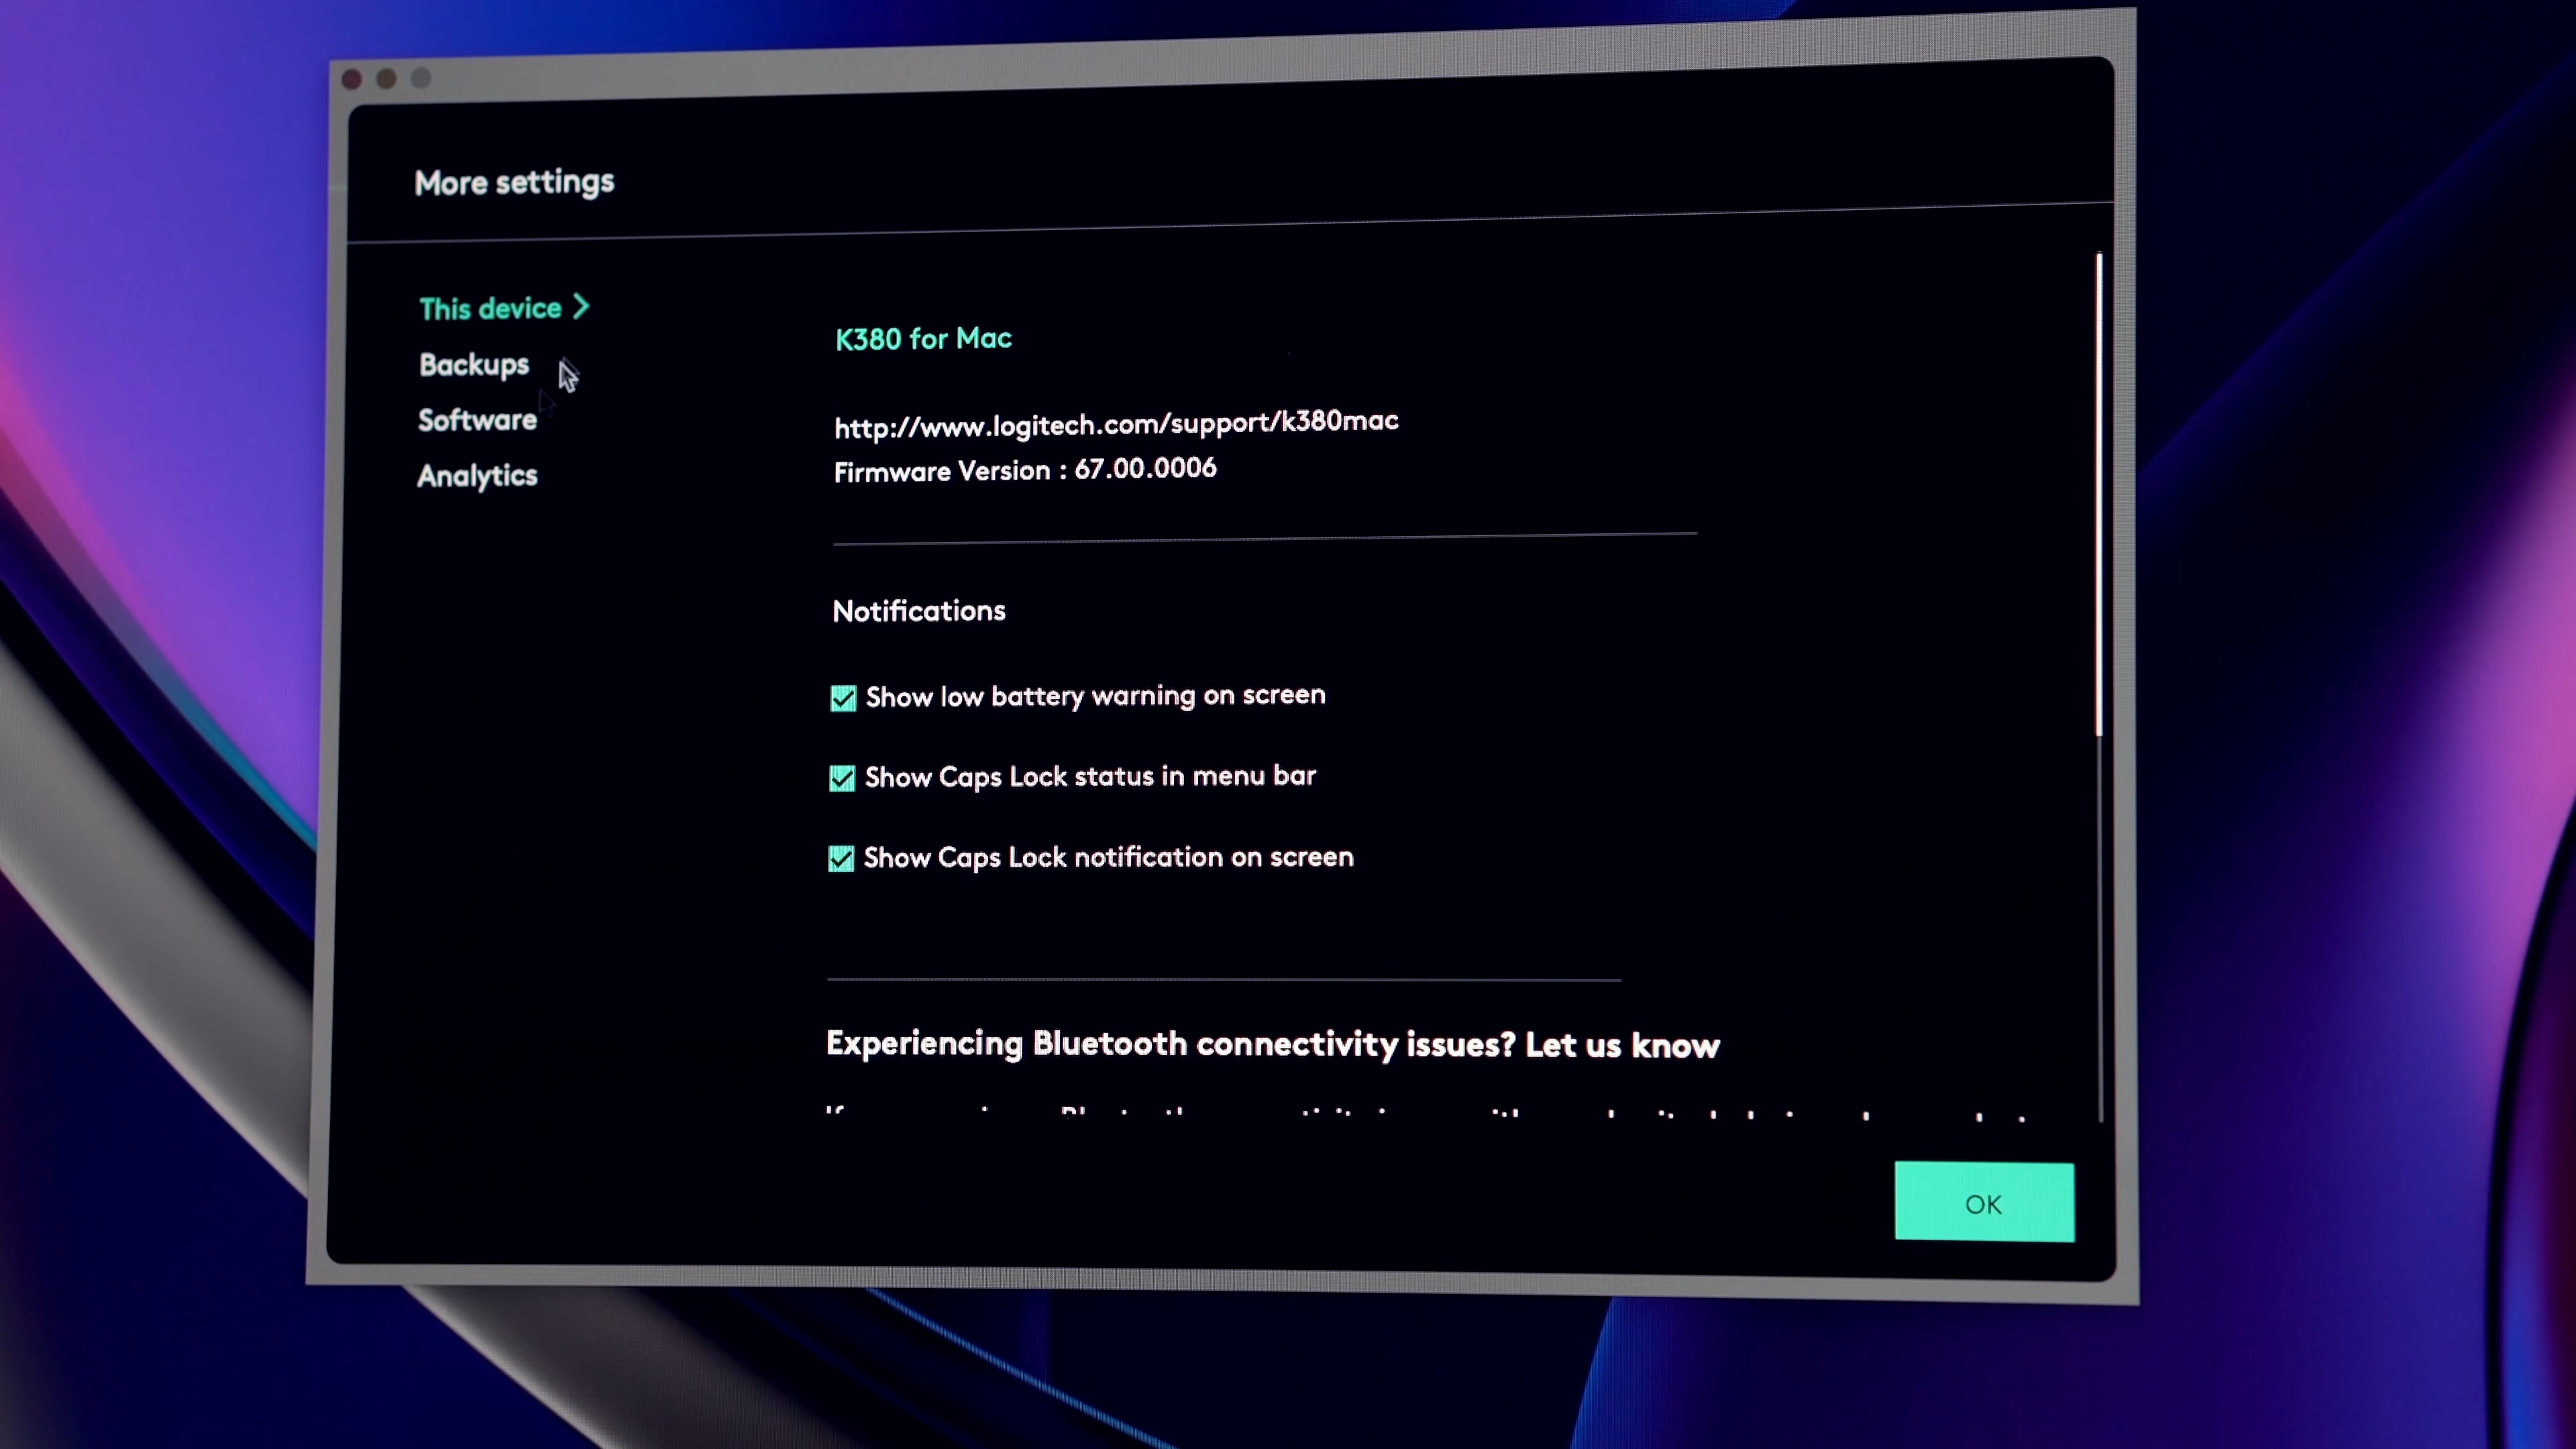 More settings
This device
Backups
Software
Analytics
K380 for Mac
http://www.logitech.com/support/k380mac
Firmware Version : 67.00.0006
Notifications
Show low battery warning on screen
Show Caps Lock status in menu bar
Show Caps Lock notification on screen
Experiencing Bluetooth connectivity issues? Let us know
OK